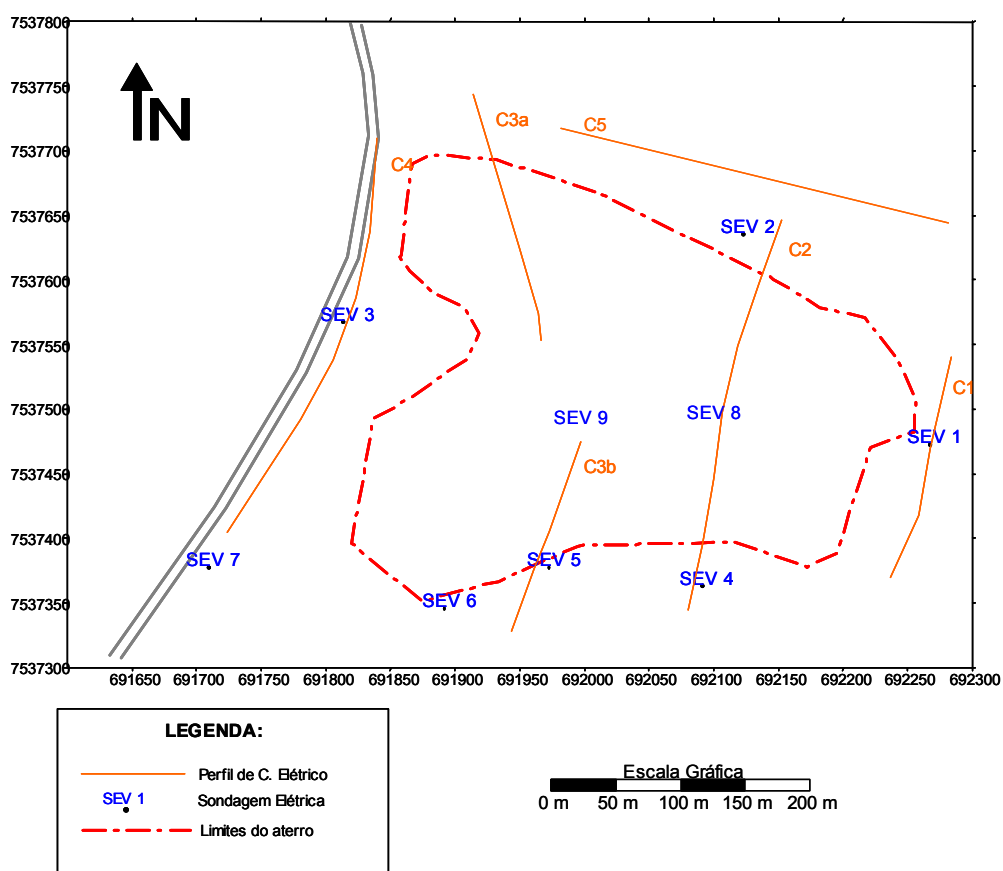 7537800
7537750
7537700
7537650
7537600
7537550
7537500
7537450
7537400
7537350
7537300
N
C3a
C5
C4
SEV 2
C2
SEV 3
C1
SEV 9
SEV 8
SEV 1
C3b
SEV 7
SEV 5
SEV 4
SEV 6
691650 691700 691750 691800 691850 691900 691950 692000 692050 692100 692150 692200 692250 692300
LEGENDA:
Perfil de C. Elétrico
SEV 1
Sondagem Elétrica
Limites do aterro
Escala Gráfica
0 m 50 m 100 m 150 m 200 m